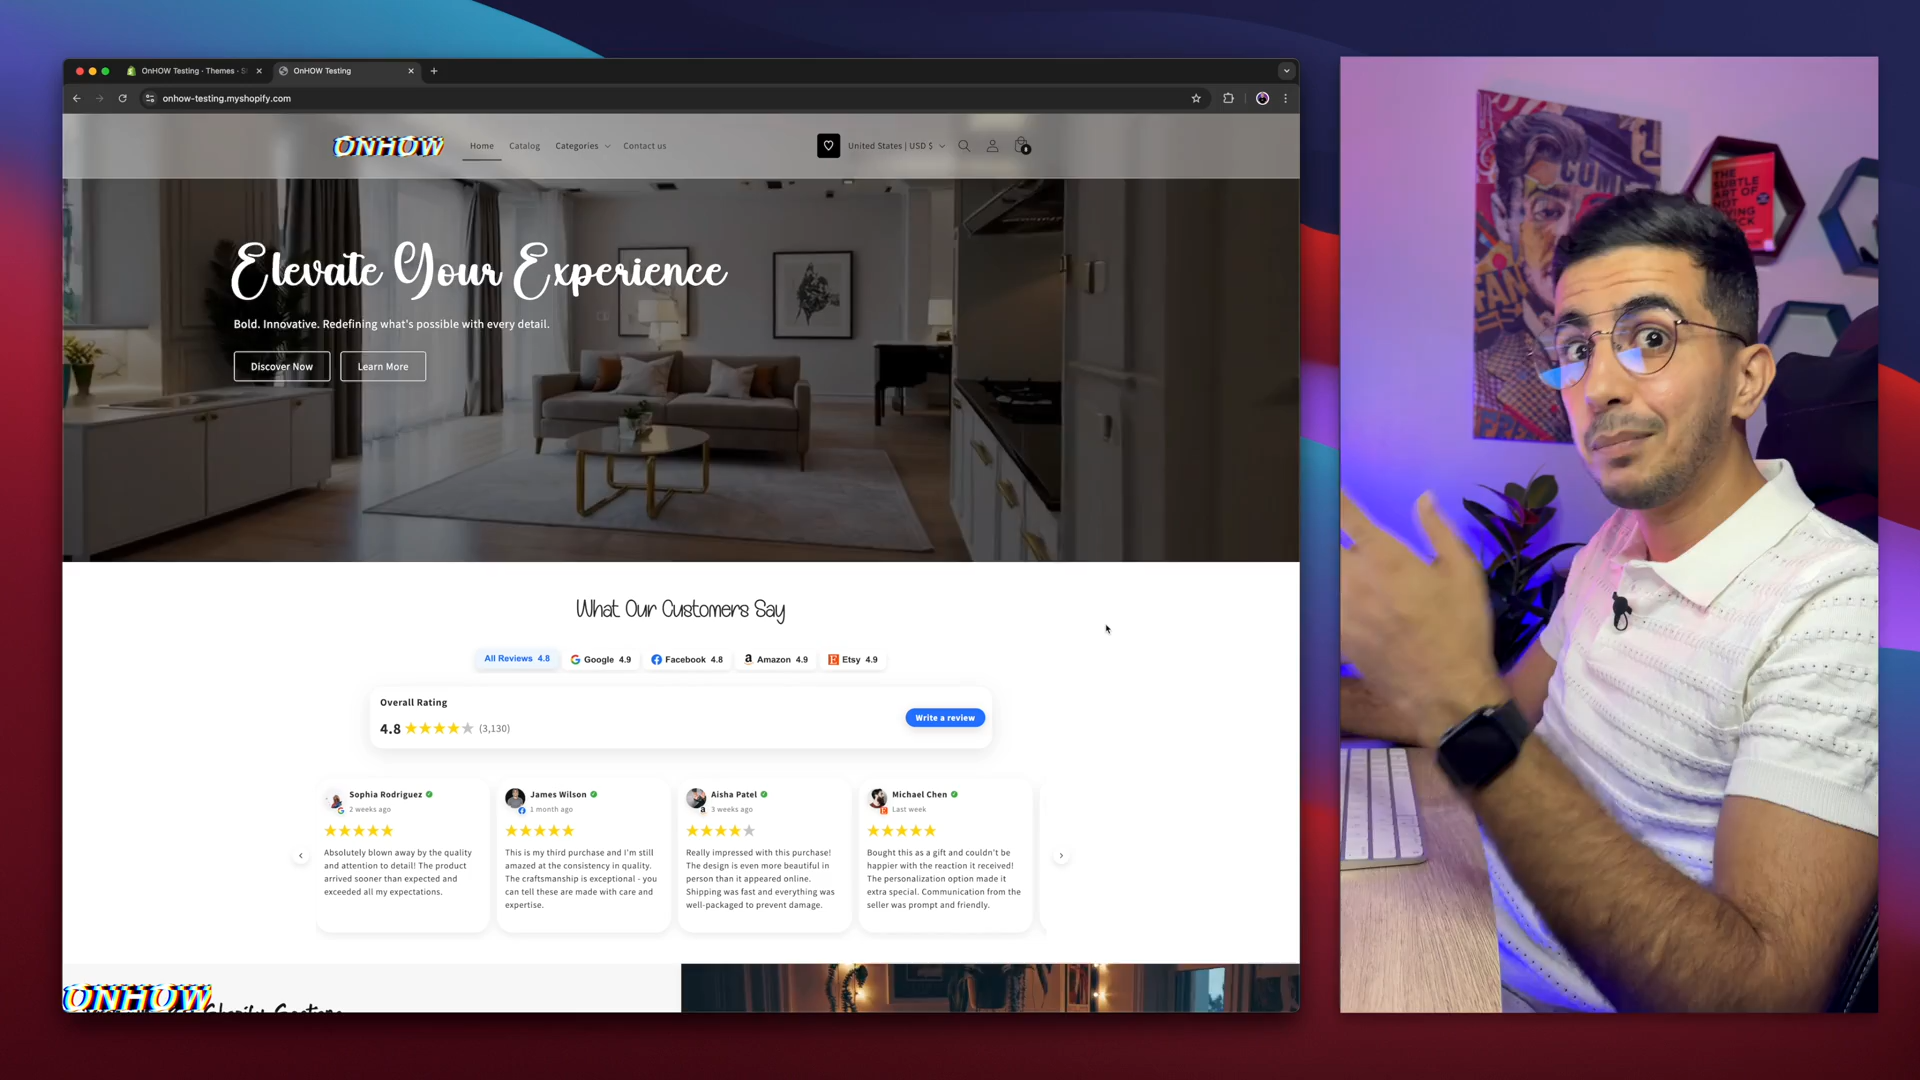 OnHOW Testing · Themes · S
OnHOW Testing
onhow-testing.myshopify.com
ONHOW
Home
Catalog
Categories
Contact us
United States | USD $
0
Elevate Your Experience
Bold. Innovative. Redefining what's possible with every detail.
Discover Now
Learn More
What Our Customers Say
All Reviews 4.8
Google 4.9
Facebook 4.8
Amazon 4.9
Etsy 4.9
Overall Rating
4.8
(3,130)
Write a review
Sophia Rodriguez
2 weeks ago
Absolutely blown away by the quality
and attention to detail! The product
arrived sooner than expected and
exceeded all my expectations.
James Wilson
1 month ago
This is my third purchase and I'm still
amazed at the consistency in quality.
The craftsmanship is exceptional - you
can tell these are made with care and
expertise.
Aisha Patel
3 weeks ago
Really impressed with this purchase!
The design is even more beautiful in
person than it appeared online.
Shipping was fast and everything was
well-packaged to prevent damage.
Michael Chen
Last week
Bought this as a gift and couldn't be
happier with the reaction it received!
The personalization option made it
extra special. Communication from the
seller was prompt and friendly.
ONHOW
THE
SUBTLE
ART OF
NOT